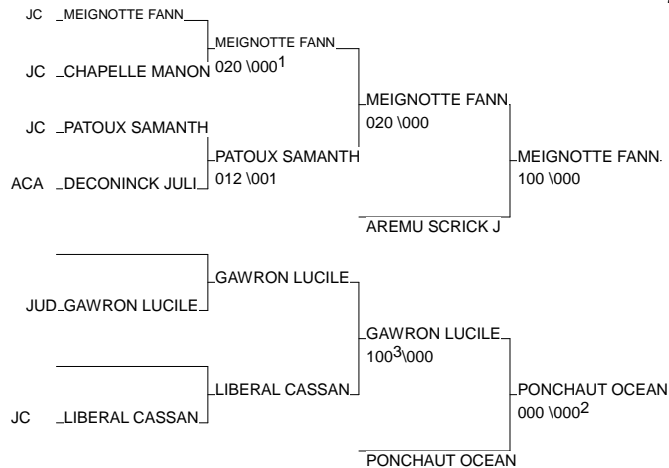 JC MEIGNOTTE FANN
MEIGNOTTE FANN
020 \000¹
JC CHAPELLE MANON
MEIGNOTTE FANN
020 \000
JC PATOUX SAMANTH
PATOUX SAMANTH
012 \001
MEIGNOTTE FANN
100 \000
ACA DECONINCK JULI
AREMU SCRICK J
GAWRON LUCILE
JUD GAWRON LUCILE
GAWRON LUCILE
100³\000
LIBERAL CASSAN
PONCHAUT OCEAN
000 \000²
JC LIBERAL CASSAN
PONCHAUT OCEAN